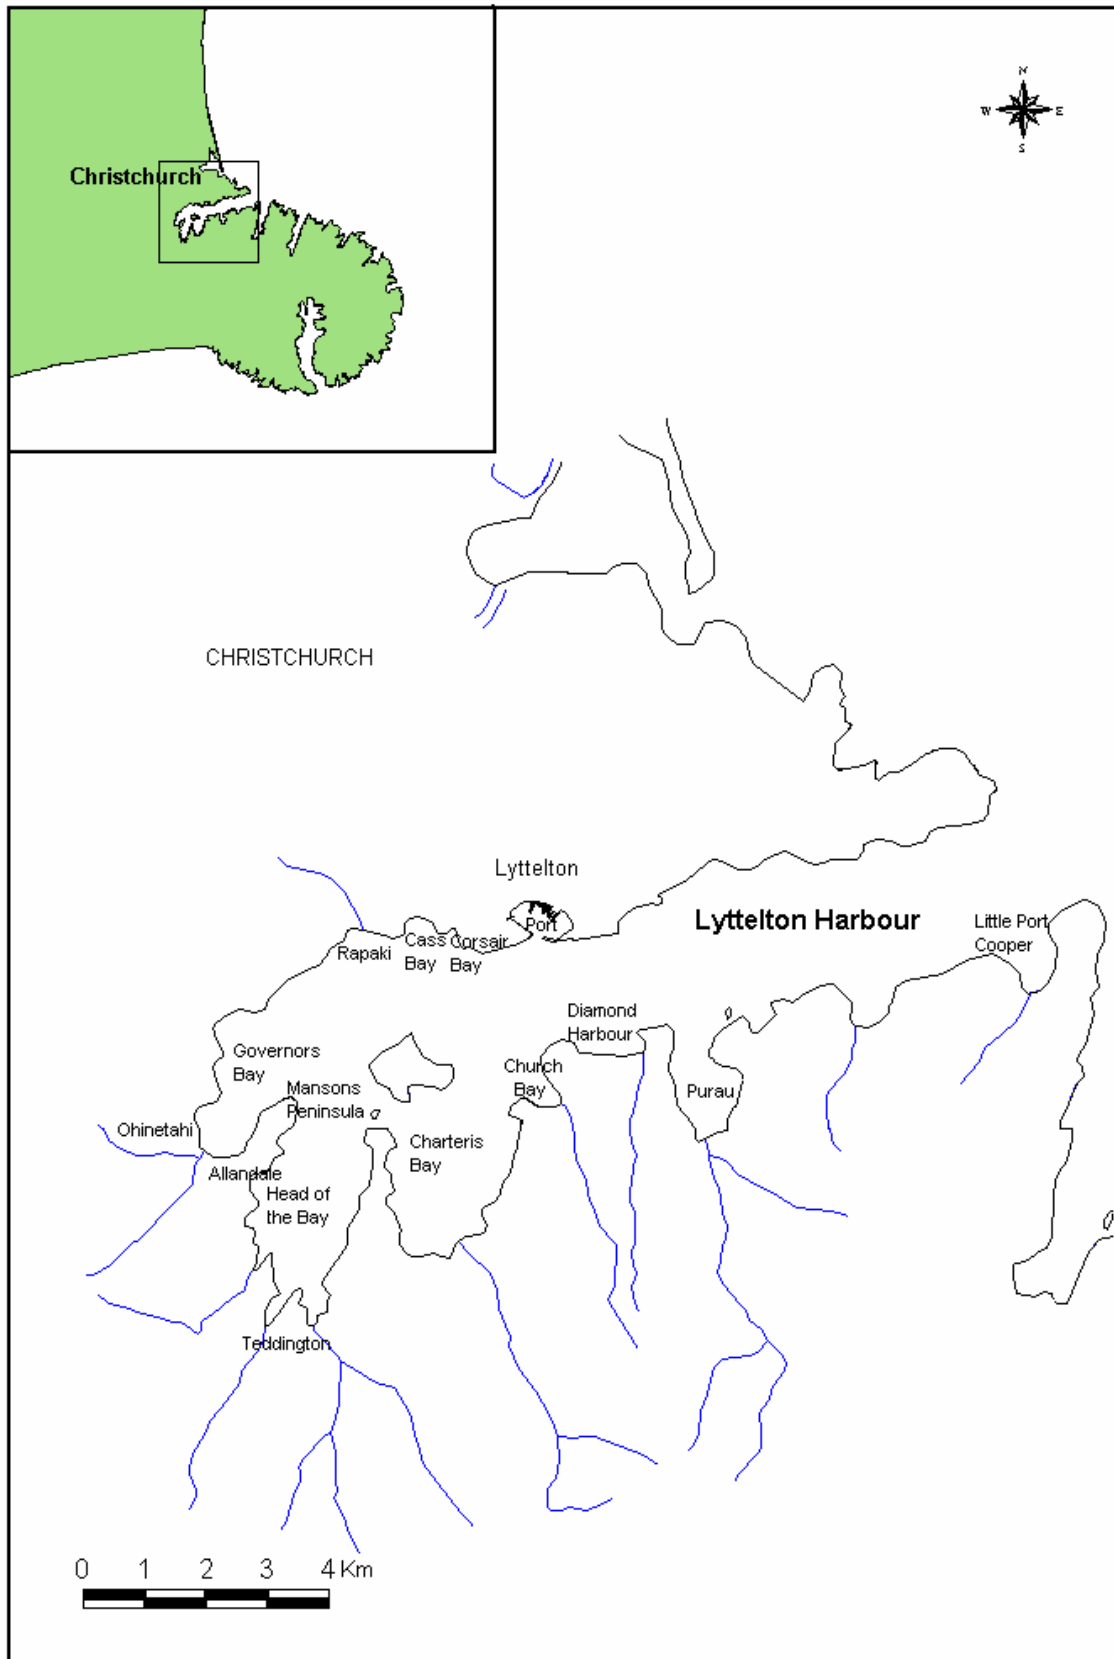 N
W E
S
Christchurch
CHRISTCHURCH
Lyttelton
Port
Lyttelton Harbour
Little Port
Cooper
Rapaki
Cass
Bay
Corsair
Bay
Diamond
Harbour
Governors
Bay
Church
Bay
Mansons
Peninsula
Purau
Ohinetahi
Charteris
Bay
Allandale
Head of
the Bay
Teddington
0 1 2 3 4 Km